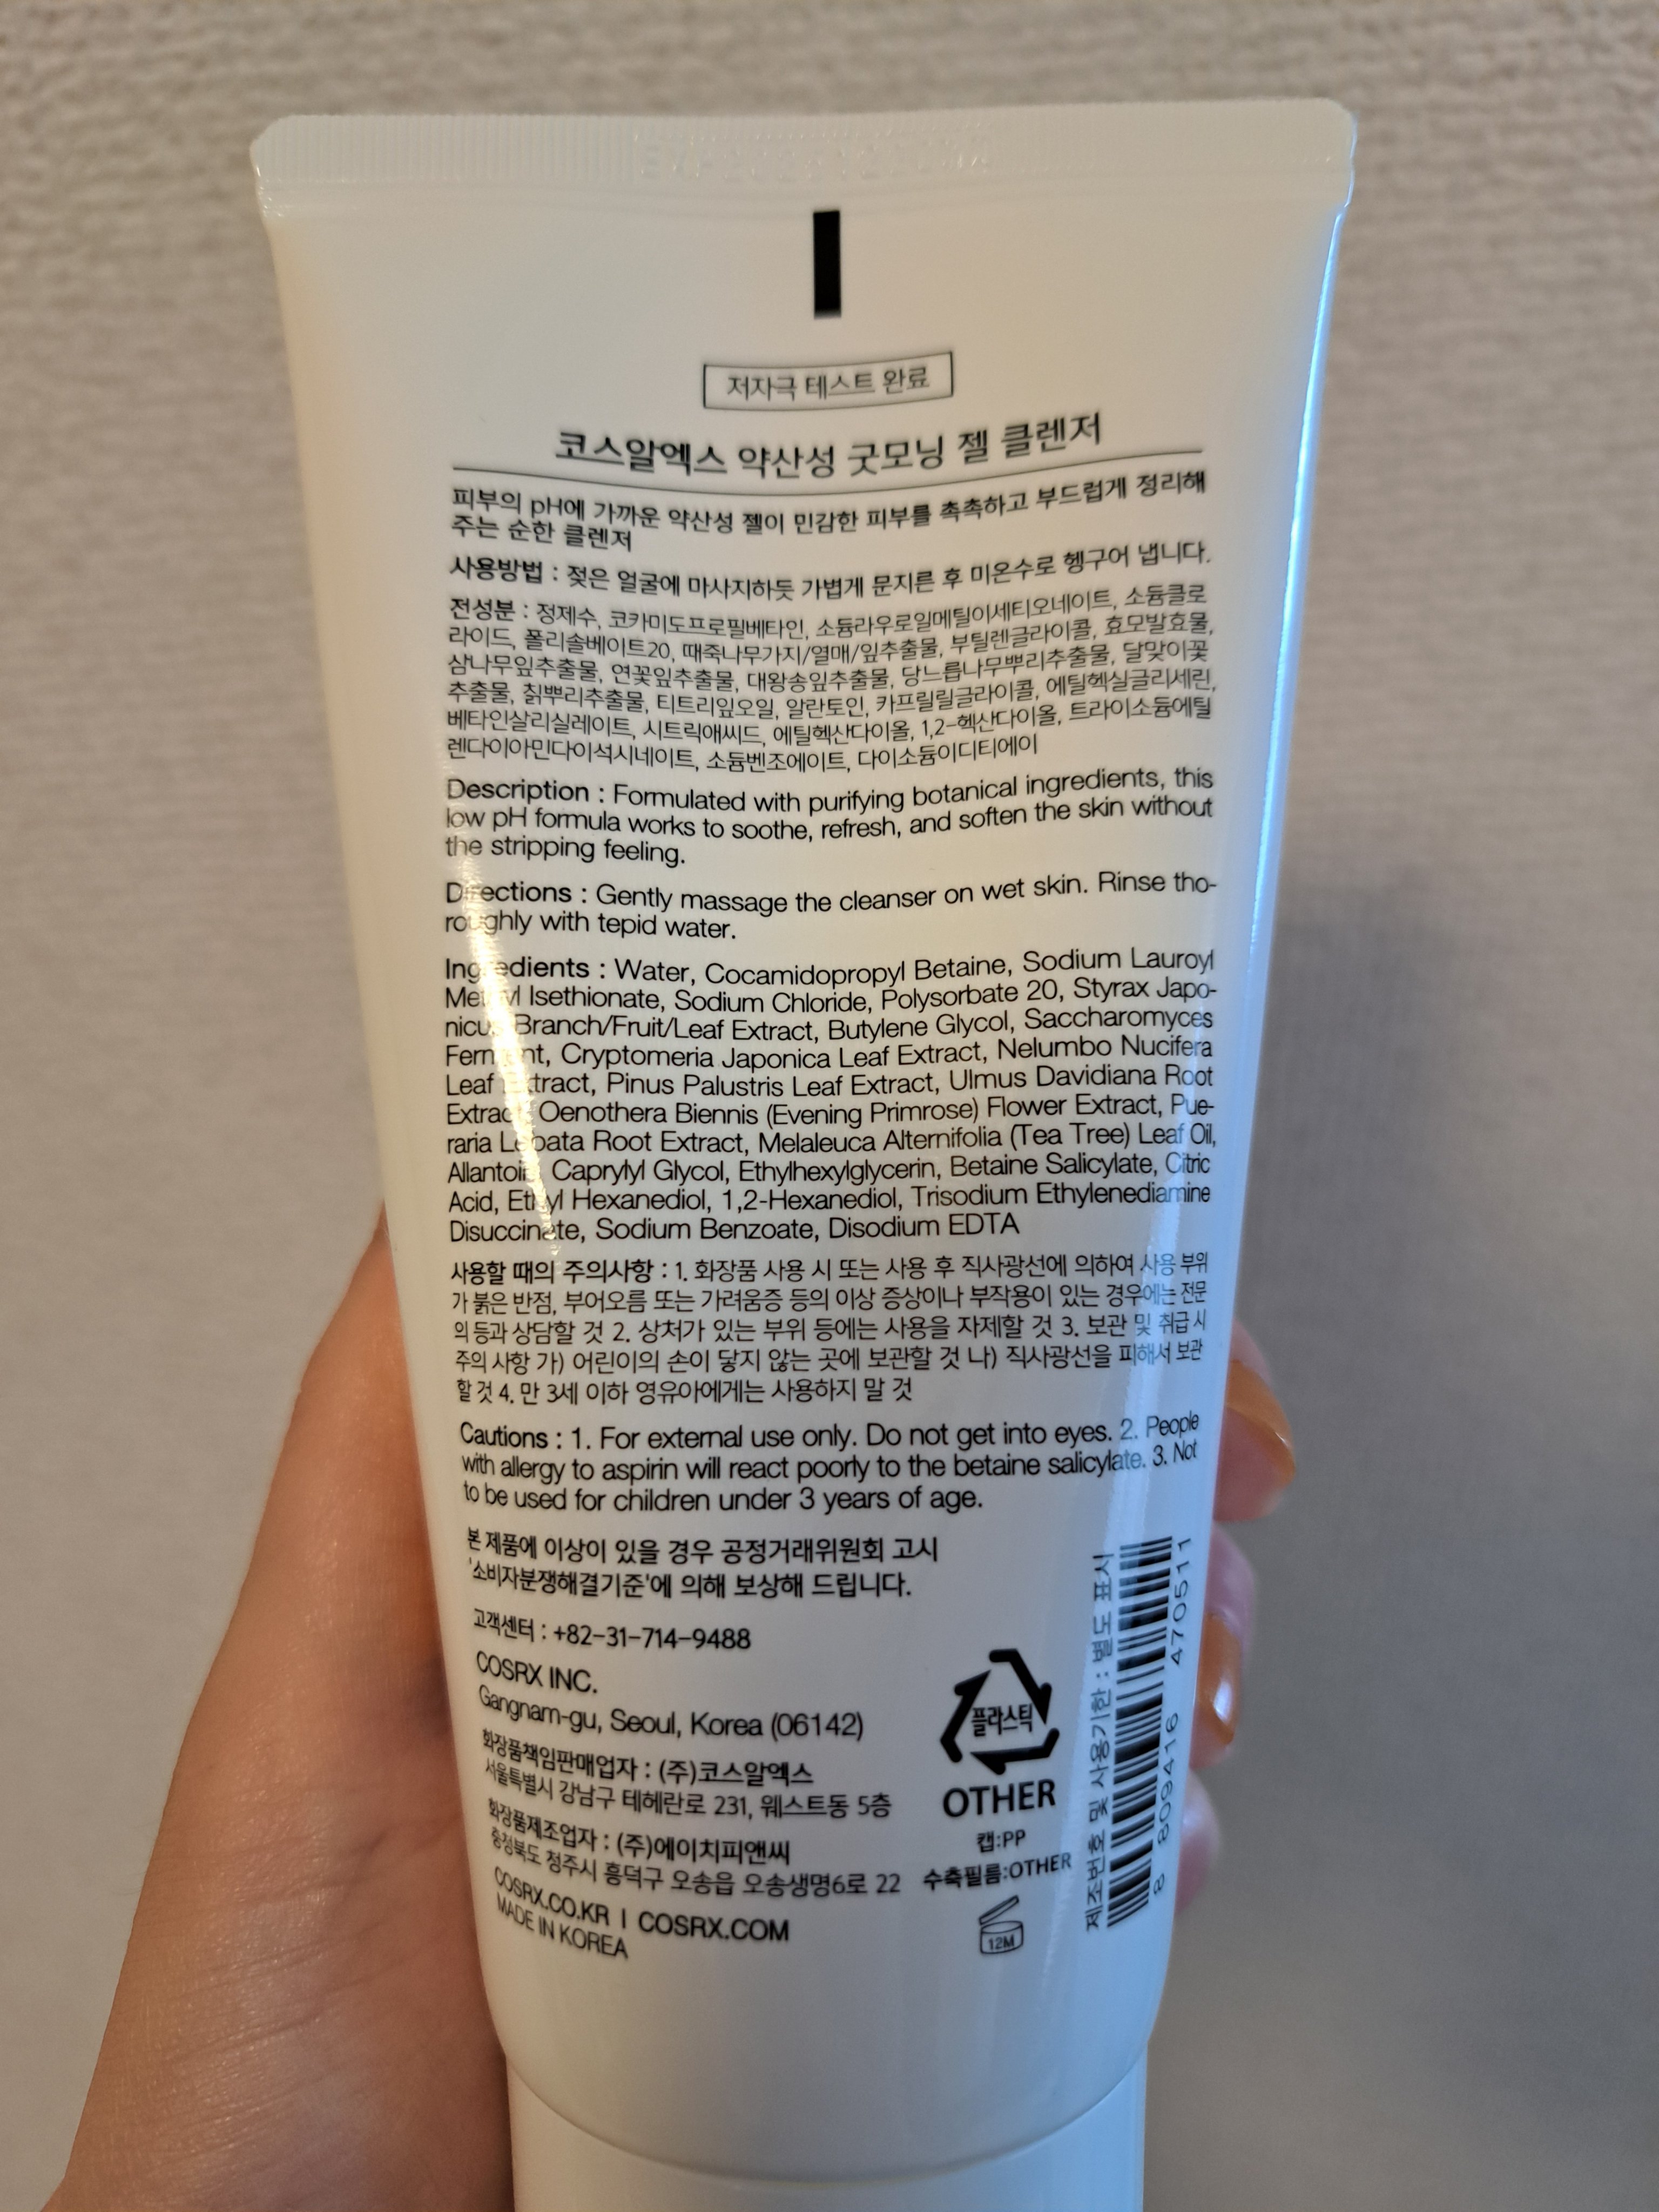 저자극 테스트 완료
코스알엑스 약산성 굿모닝 젤 클렌저
피부의 pH에 가까운 약산성 젤이 민감한 피부를 촉촉하고 부드럽게 정리해
주는 순한 클렌저
사용방법 : 젖은 얼굴에 마사지하듯 가볍게 문지른 후 미온수로 헹구어 냅니다.
전성분 : 정제수, 코카미도프로필베타인, 소듐라우로일메틸이세티오네이트, 소듐클로
라이드, 폴리솔베이트20, 때죽나무가지/열매/잎추출물, 부틸렌글라이콜, 효모발효물,
삼나무잎추출물, 연꽃잎추출물, 대왕송잎추출물, 당느릅나무뿌리추출물, 달맞이꽃
추출물, 칡뿌리추출물, 티트리잎오일, 알란토인, 카프릴릴글라이콜, 에틸헥실글리세린,
베타인살리실레이트, 시트릭애씨드, 에틸헥산다이올, 1,2-헥산다이올, 트라이소듐에틸
렌다이아민다이석시네이트, 소듐벤조에이트, 다이소듐이디티에이
Description : Formulated with purifying botanical ingredients, this
low pH formula works to soothe, refresh, and soften the skin without
the stripping feeling.
Directions : Gently massage the cleanser on wet skin. Rinse tho-
roughly with tepid water.
Ingredients : Water, Cocamidopropyl Betaine, Sodium Lauroyl
Methyl Isethionate, Sodium Chloride, Polysorbate 20, Styrax Japo-
nicus Branch/Fruit/Leaf Extract, Butylene Glycol, Saccharomyces
Ferment, Cryptomeria Japonica Leaf Extract, Nelumbo Nucifera
Leaf Extract, Pinus Palustris Leaf Extract, Ulmus Davidiana Root
Extract, Oenothera Biennis (Evening Primrose) Flower Extract, Pue-
raria Lobata Root Extract, Melaleuca Alternifolia (Tea Tree) Leaf Oil,
Allantoin, Caprylyl Glycol, Ethylhexylglycerin, Betaine Salicylate, Citric
Acid, Ethyl Hexanediol, 1,2-Hexanediol, Trisodium Ethylenediamine
Disuccinate, Sodium Benzoate, Disodium EDTA
사용할 때의 주의사항 : 1. 화장품 사용 시 또는 사용 후 직사광선에 의하여 사용 부위
가 붉은 반점, 부어오름 또는 가려움증 등의 이상 증상이나 부작용이 있는 경우에는 전문
의 등과 상담할 것 2. 상처가 있는 부위 등에는 사용을 자제할 것 3. 보관 및 취급 시
주의 사항 가) 어린이의 손이 닿지 않는 곳에 보관할 것 나) 직사광선을 피해서 보관
할 것 4. 만 3세 이하 영유아에게는 사용하지 말 것
Cautions : 1. For external use only. Do not get into eyes. 2. People
with allergy to aspirin will react poorly to the betaine salicylate. 3. Not
to be used for children under 3 years of age.
본 제품에 이상이 있을 경우 공정거래위원회 고시
'소비자분쟁해결기준'에 의해 보상해 드립니다.
고객센터 : +82-31-714-9488
COSRX INC.
Gangnam-gu, Seoul, Korea (06142)
화장품책임판매업자 : (주)코스알엑스
서울특별시 강남구 테헤란로 231, 웨스트동 5층
화장품제조업자 : (주)에이치피앤씨
충청북도 청주시 흥덕구 오송읍 오송생명6로 22
COSRX.CO.KR | COSRX.COM
MADE IN KOREA
플라스틱
OTHER
캡:PP
수축필름:OTHER
12M
제조번호 및 사용기한 : 별도 표시
8 809416 470511